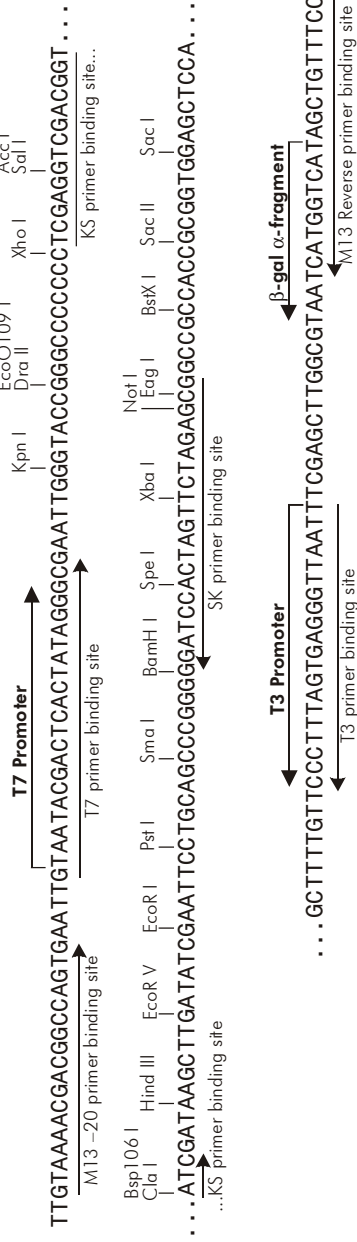 EcoO109 I Acc I
T7 Promoter Kpn I Dra II Xho I Sal I
TTGTAAAACGACGGCCAGTGAATTGTAATACGACTCACTATAGGGCGAATTGGGTACCGGGCCCCCCCTCGAGGTCGACGGT...
M13 –20 primer binding site T7 primer binding site KS primer binding site...
Bsp106 I Not I
Cla I Hind III EcoR V EcoR I Pst I Sma I BamH I Spe I Xba I Eag I BstX I Sac II Sac I
...ATCGATAAGCTTGATATCGAATTCCTGCAGCCCGGGGGATCCACTAGTTCTAGAGCGGCCGCCACCGCGGTGGAGCTCCA...
...KS primer binding site SK primer binding site
T3 Promoter β-gal α-fragment
...GCTTTTGTTCCCTTTAGTGAGGGTTAATTTCGAGCTTGGCGTAATCATGGTCATAGCTGTTTCC
T3 primer binding site M13 Reverse primer binding site